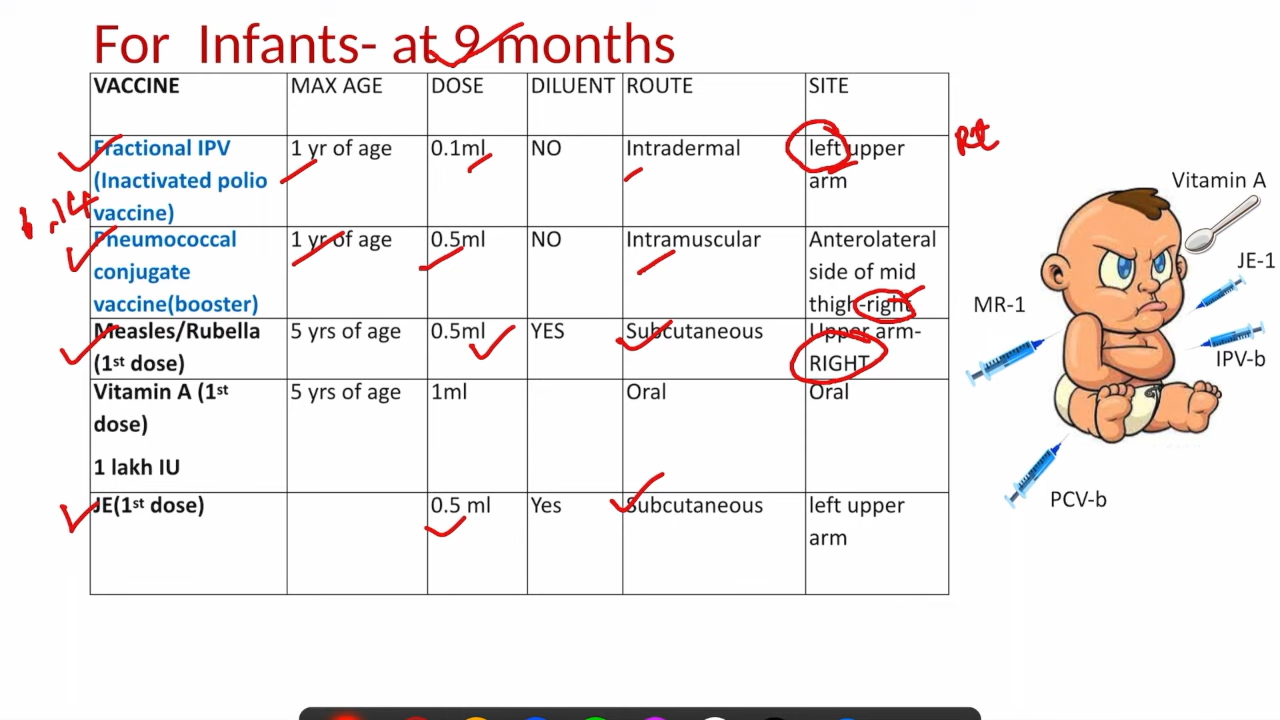 For Infants- at 9 months
VACCINE MAX AGE DOSE DILUENT ROUTE SITE
Fractional IPV 1 yr of age 0.1ml NO Intradermal left upper
(Inactivated polio arm
vaccine)
Pneumococcal 1 yr of age 0.5ml NO Intramuscular Anterolateral
conjugate side of mid
vaccine(booster) thigh-right
Measles/Rubella 5 yrs of age 0.5ml YES Subcutaneous Upper arm-
(1st dose) RIGHT
Vitamin A (1st 5 yrs of age 1ml Oral Oral
dose)
1 lakh IU
JE(1st dose) 0.5 ml Yes Subcutaneous left upper
arm
Rt
6.14
Vitamin A
JE-1
MR-1
IPV-b
PCV-b